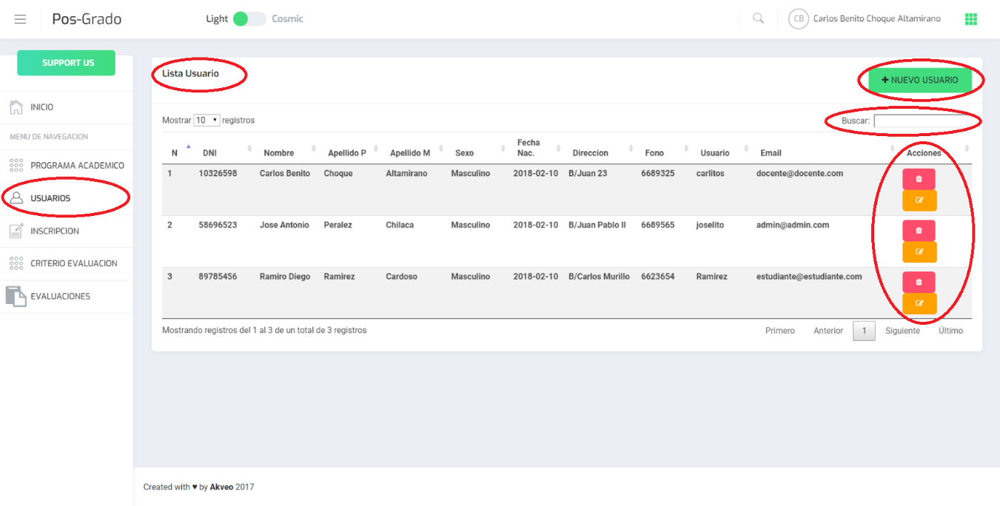 Pos-Grado Light Cosmic CB Carlos Benito Choque Altamirano
SUPPORT US
INICIO
MENU DE NAVEGACION
PROGRAMA ACADEMICO
USUARIOS
INSCRIPCION
CRITERIO EVALUACION
EVALUACIONES
Lista Usuario
+ NUEVO USUARIO
Mostrar 10 registros Buscar:
N DNI Nombre Apellido P Apellido M Sexo Fecha Nac. Direccion Fono Usuario Email Acciones
1 10326598 Carlos Benito Choque Altamirano Masculino 2018-02-10 B/Juan 23 6689325 carlitos docente@docente.com
2 58696523 Jose Antonio Peralez Chilaca Masculino 2018-02-10 B/Juan Pablo II 6689565 joselito admin@admin.com
3 89785456 Ramiro Diego Ramirez Cardoso Masculino 2018-02-10 B/Carlos Murillo 6623654 Ramirez estudiante@estudiante.com
Mostrando registros del 1 al 3 de un total de 3 registros Primero Anterior 1 Siguiente Último
Created with ♥ by Akveo 2017